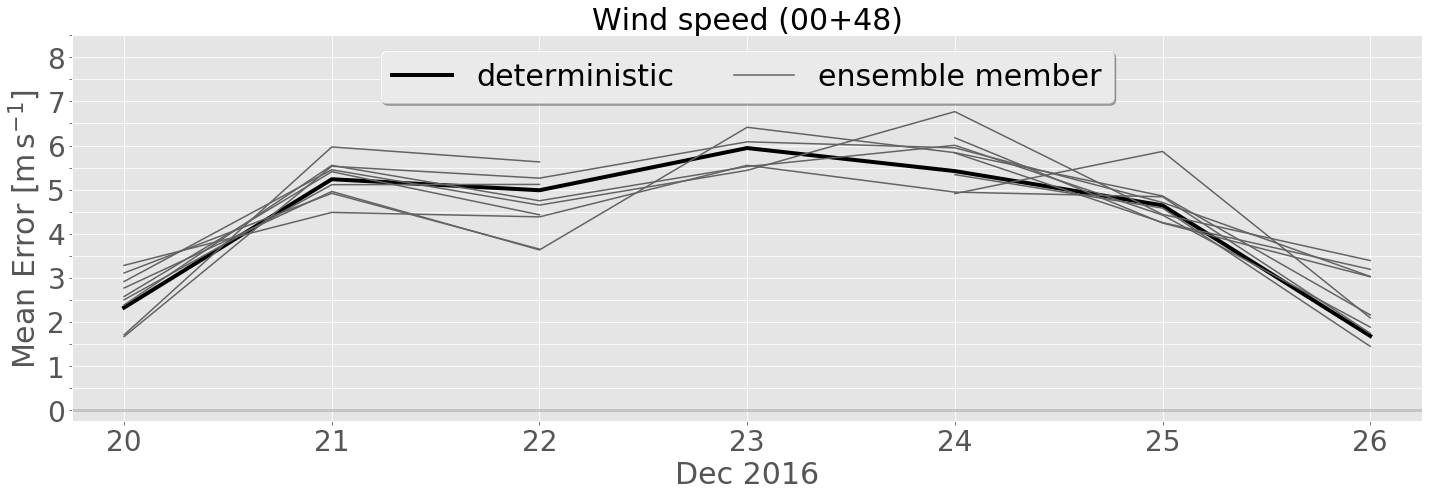 Wind speed (00+48)
deterministic
ensemble member
Mean Error [m s⁻¹]
8
7
6
5
4
3
2
1
0
20 21 22 23 24 25 26
Dec 2016